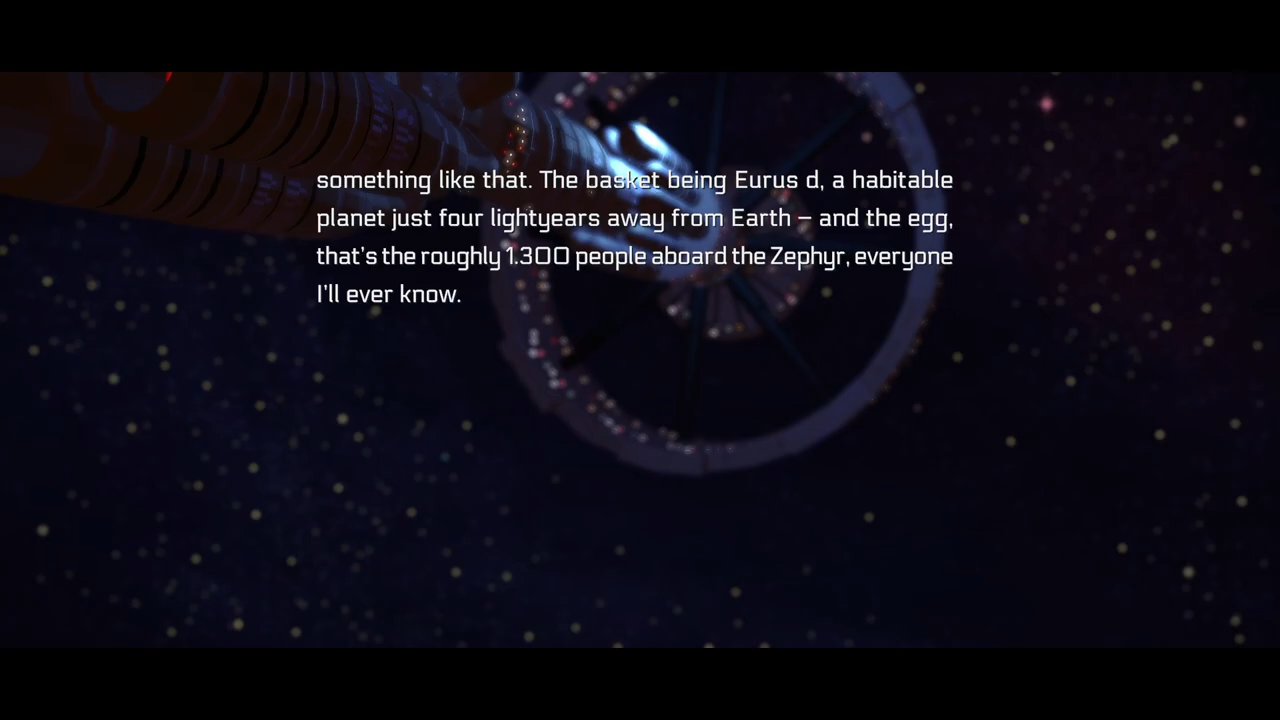 something like that. The basket being Eurus d, a habitable
planet just four lightyears away from Earth – and the egg,
that's the roughly 1.300 people aboard the Zephyr, everyone
I'll ever know.